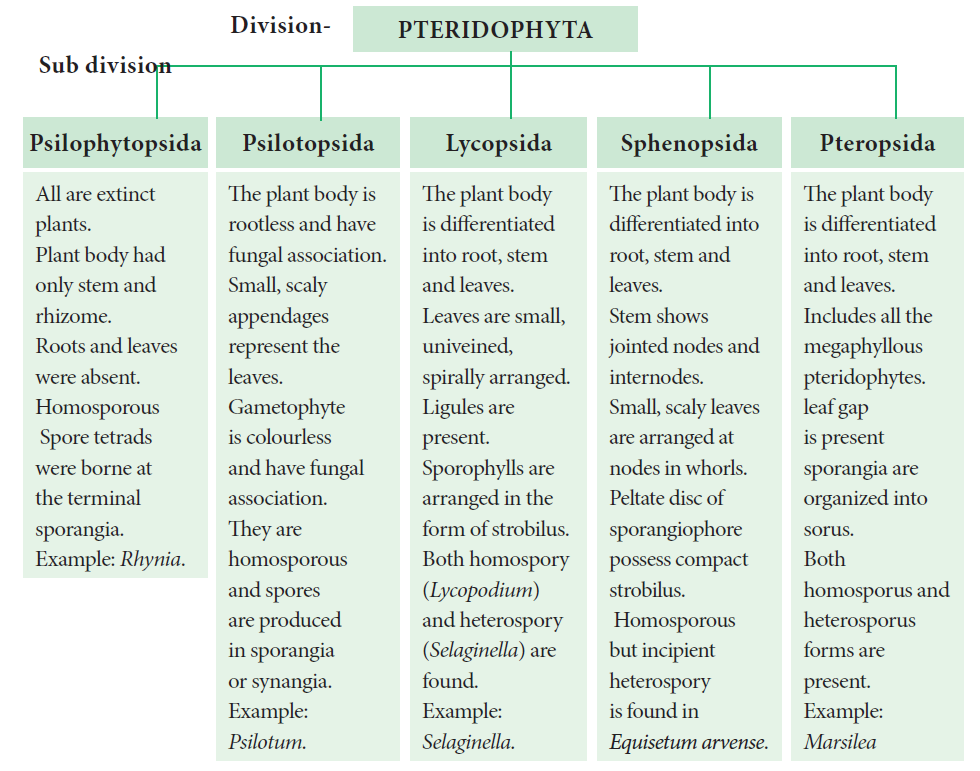 Division-
PTERIDOPHYTA
Sub division
Psilophytopsida
All are extinct
plants.
Plant body had
only stem and
rhizome.
Roots and leaves
were absent.
Homosporous
Spore tetrads
were borne at
the terminal
sporangia.
Example: Rhynia.
Psilotopsida
The plant body is
rootless and have
fungal association.
Small, scaly
appendages
represent the
leaves.
Gametophyte
is colourless
and have fungal
association.
They are
homosporous
and spores
are produced
in sporangia
or synangia.
Example:
Psilotum.
Lycopsida
The plant body
is differentiated
into root, stem
and leaves.
Leaves are small,
univeined,
spirally arranged.
Ligules are
present.
Sporophylls are
arranged in the
form of strobilus.
Both homospory
(Lycopodium)
and heterospory
(Selaginella) are
found.
Example:
Selaginella.
Sphenopsida
The plant body is
differentiated into
root, stem and
leaves.
Stem shows
jointed nodes and
internodes.
Small, scaly leaves
are arranged at
nodes in whorls.
Peltate disc of
sporangiophore
possess compact
strobilus.
Homosporous
but incipient
heterospory
is found in
Equisetum arvense.
Pteropsida
The plant body
is differentiated
into root, stem
and leaves.
Includes all the
megaphyllous
pteridophytes.
leaf gap
is present
sporangia are
organized into
sorus.
Both
homosporus and
heterosporus
forms are
present.
Example:
Marsilea